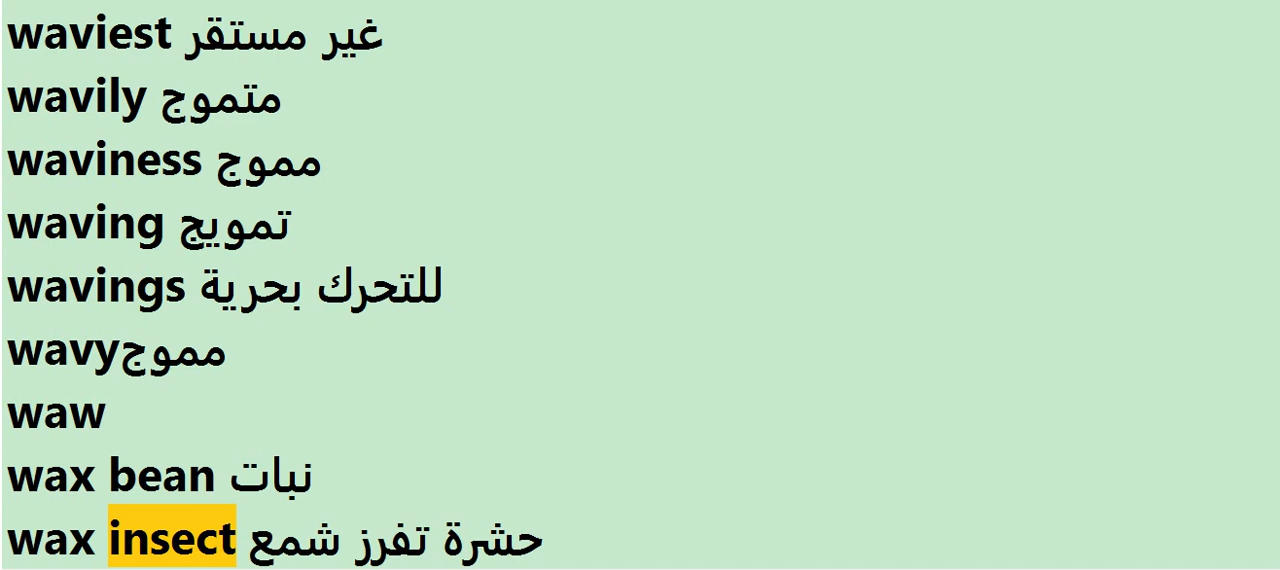 waviest غير مستقر
wavily متموج
waviness مموج
waving تمويج
wavings للتحرك بحرية
wavyمموج
waw
wax bean نبات
wax insect حشرة تفرز شمع